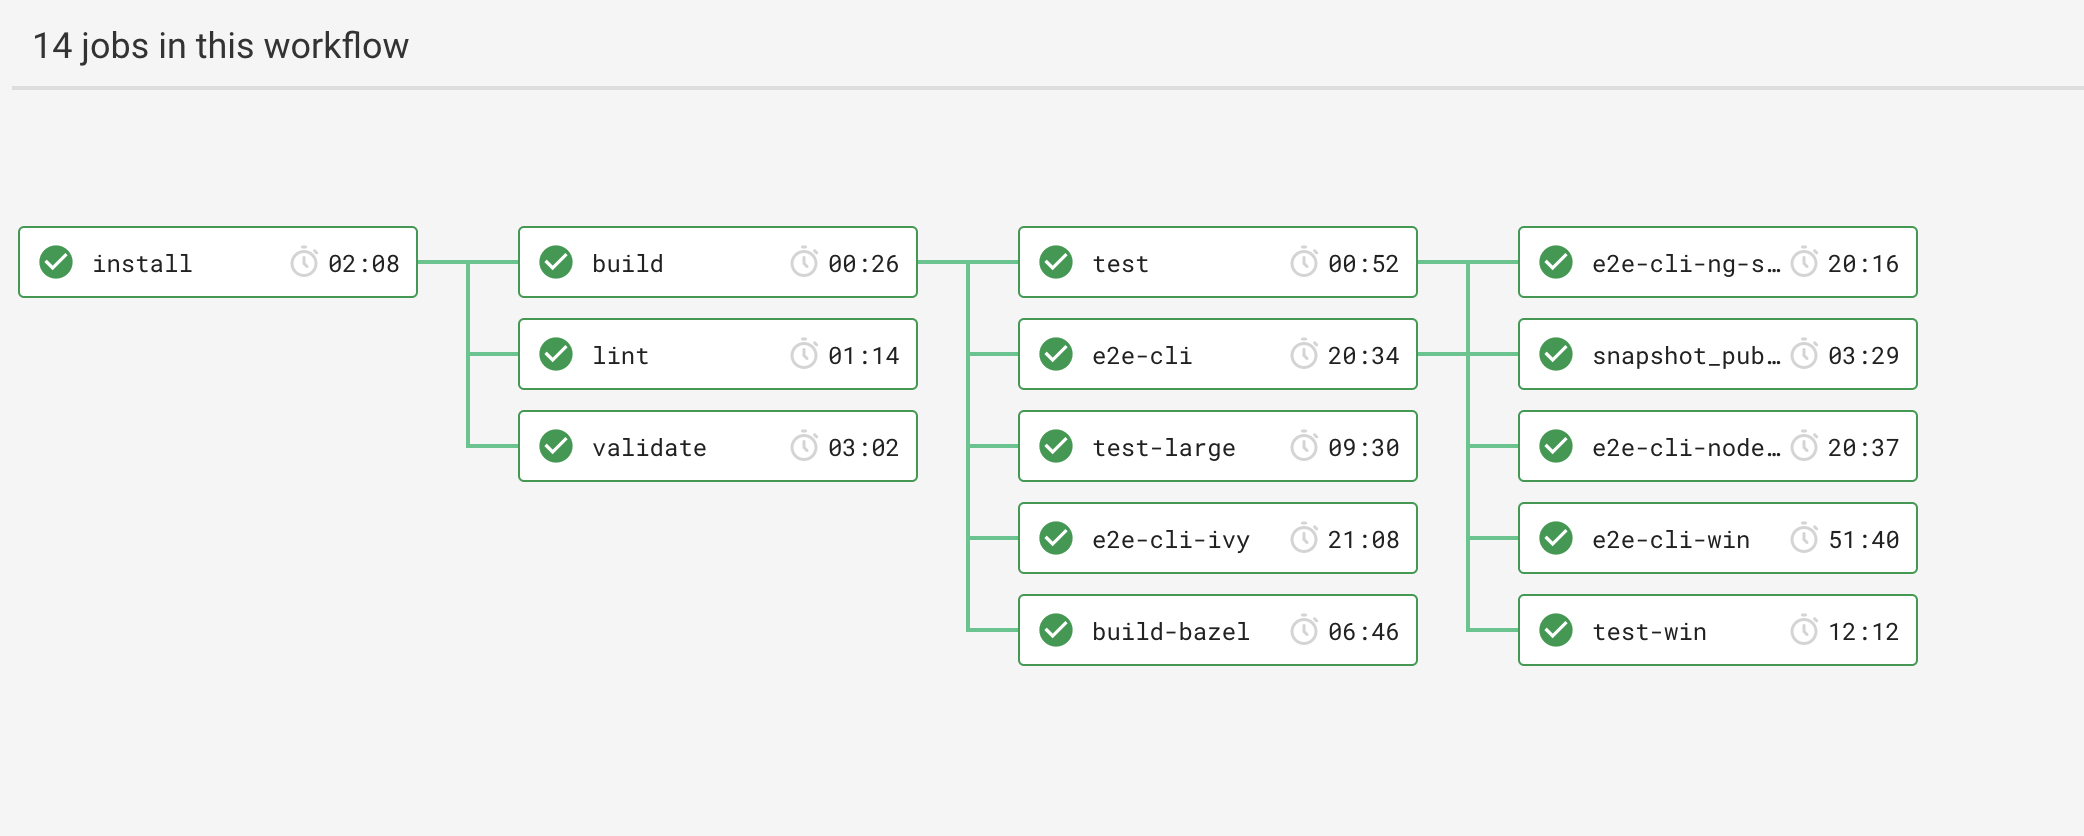 14 jobs in this workflow
install 02:08
build 00:26
lint 01:14
validate 03:02
test 00:52
e2e-cli 20:34
test-large 09:30
e2e-cli-ivy 21:08
build-bazel 06:46
e2e-cli-ng-s… 20:16
snapshot_pub… 03:29
e2e-cli-node… 20:37
e2e-cli-win 51:40
test-win 12:12